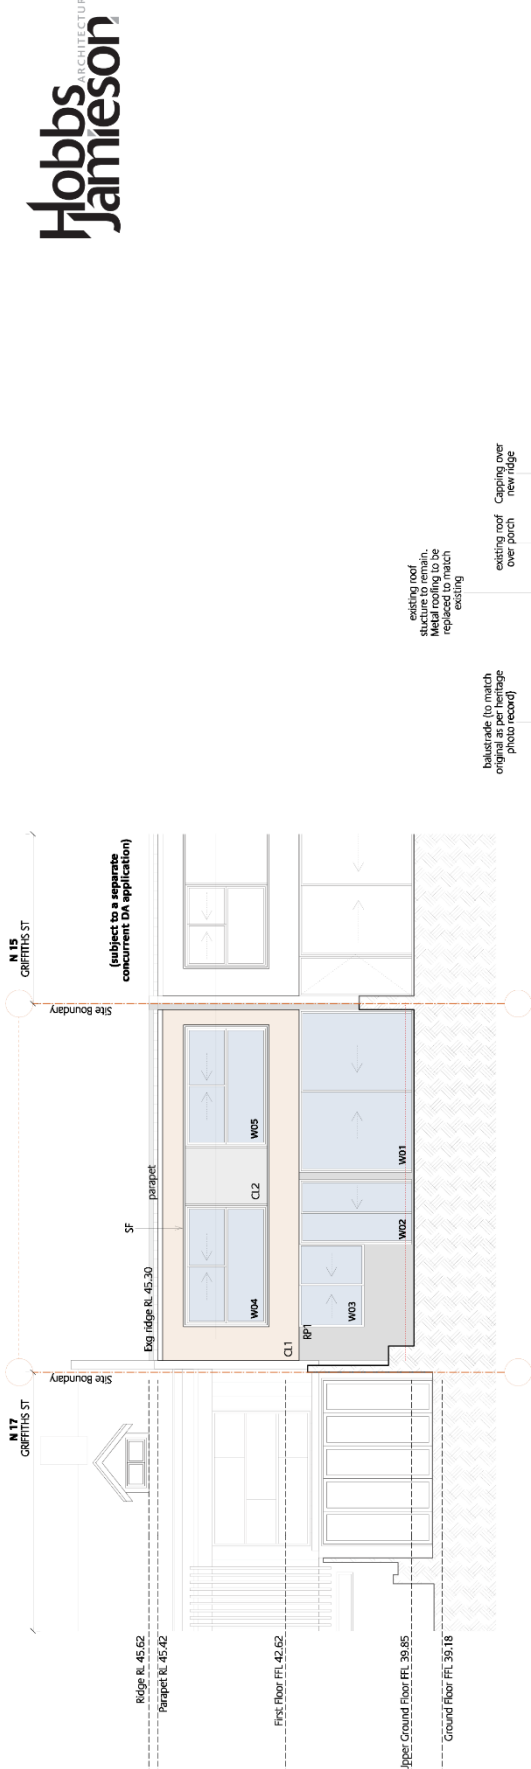 Hobbs
Jamieson
ARCHITECTUR
N 17
GRIFFITHS ST
N 15
GRIFFITHS ST
Site Boundary
Site Boundary
(subject to a separate
concurrent DA application)
Ridge RL 45.62
Parapet RL 45.42
First Floor FFL 42.62
Upper Ground Floor FFL 39.85
Ground Floor FFL 39.18
Exg ridge RL 45.30
parapet
SF
W04
CL2
W05
CL1
RP1
W03
W02
W01
balustrade (to match
original as per heritage
photo record)
existing roof
stucture to remain.
Metal roofing to be
replaced to match
existing
existing roof
over porch
Capping over
new ridge